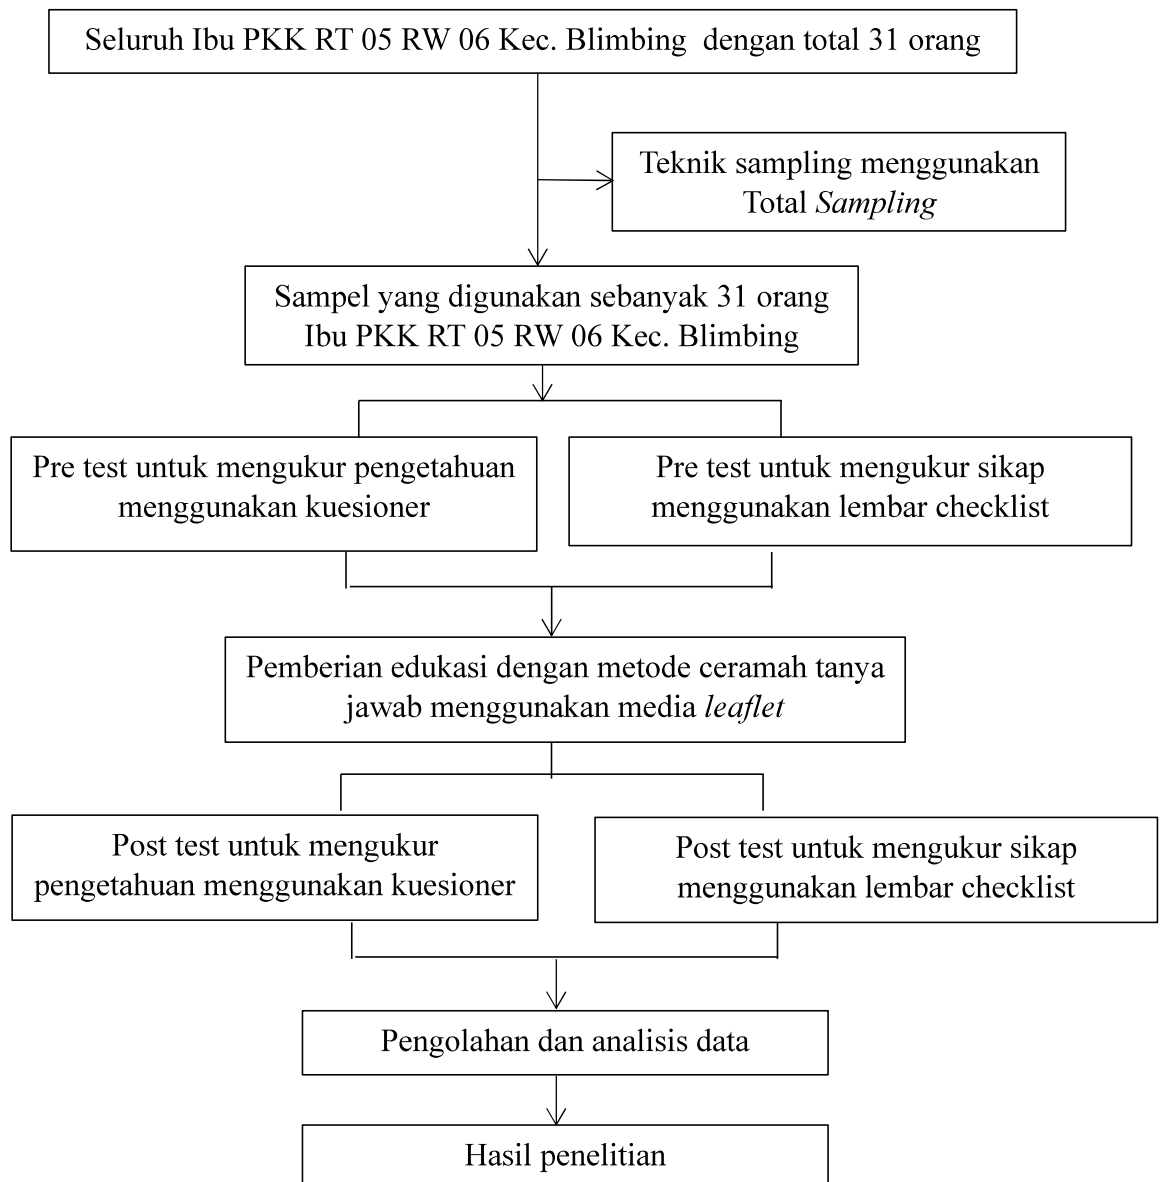 Seluruh Ibu PKK RT 05 RW 06 Kec. Blimbing dengan total 31 orang
Teknik sampling menggunakan
Total Sampling
Sampel yang digunakan sebanyak 31 orang
Ibu PKK RT 05 RW 06 Kec. Blimbing
Pre test untuk mengukur pengetahuan
menggunakan kuesioner
Pre test untuk mengukur sikap
menggunakan lembar checklist
Pemberian edukasi dengan metode ceramah tanya
jawab menggunakan media leaflet
Post test untuk mengukur
pengetahuan menggunakan kuesioner
Post test untuk mengukur sikap
menggunakan lembar checklist
Pengolahan dan analisis data
Hasil penelitian